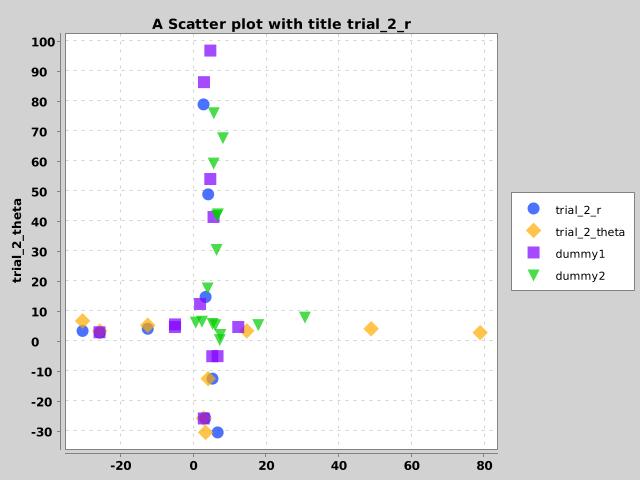 A Scatter plot with title trial_2_r
100
90
80
70
60
50
40
30
20
10
0
-10
-20
-30
trial_2_theta
-20 0 20 40 60 80
trial_2_r
trial_2_theta
dummy1
dummy2